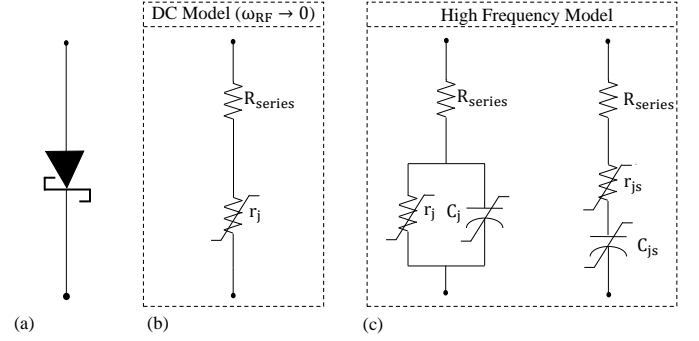 DC Model (ω_RF → 0)
High Frequency Model
R_series
r_j
R_series
r_j
C_j
R_series
r_js
C_js
(a)
(b)
(c)